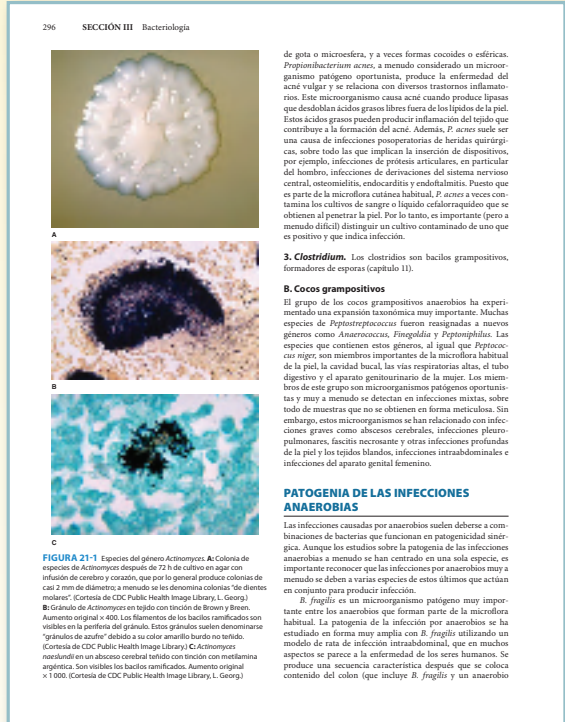 296 SECCIÓN III Bacteriología
A
B
C
FIGURA 21-1 Especies del género Actinomyces. A: Colonia de
especies de Actinomyces después de 72 h de cultivo en agar con
infusión de cerebro y corazón, que por lo general produce colonias de
casi 2 mm de diámetro; a menudo se les denomina colonias "de dientes
molares". (Cortesía de CDC Public Health Image Library, L. Georg.)
B: Gránulo de Actinomyces en tejido con tinción de Brown y Breen.
Aumento original × 400. Los filamentos de los bacilos ramificados son
visibles en la periferia del gránulo. Estos gránulos suelen denominarse
"gránulos de azufre" debido a su color amarillo burdo no teñido.
(Cortesía de CDC Public Health Image Library.) C: Actinomyces
naeslundii en un absceso cerebral teñido con tinción con metilamina
argéntica. Son visibles los bacilos ramificados. Aumento original
× 1 000. (Cortesía de CDC Public Health Image Library, L. Georg.)
de gota o microesfera, y a veces formas cocoides o esféricas.
Propionibacterium acnes, a menudo considerado un microor-
ganismo patógeno oportunista, produce la enfermedad del
acné vulgar y se relaciona con diversos trastornos inflamato-
rios. Este microorganismo causa acné cuando produce lipasas
que desdoblan ácidos grasos libres fuera de los lípidos de la piel.
Estos ácidos grasos pueden producir inflamación del tejido que
contribuye a la formación del acné. Además, P. acnes suele ser
una causa de infecciones posoperatorias de heridas quirúrgi-
cas, sobre todo las que implican la inserción de dispositivos,
por ejemplo, infecciones de prótesis articulares, en particular
del hombro, infecciones de derivaciones del sistema nervioso
central, osteomielitis, endocarditis y endoftalmitis. Puesto que
es parte de la microflora cutánea habitual, P. acnes a veces con-
tamina los cultivos de sangre o líquido cefalorraquídeo que se
obtienen al penetrar la piel. Por lo tanto, es importante (pero a
menudo difícil) distinguir un cultivo contaminado de uno que
es positivo y que indica infección.
3. Clostridium. Los clostridios son bacilos grampositivos,
formadores de esporas (capítulo 11).
B. Cocos grampositivos
El grupo de los cocos grampositivos anaerobios ha experi-
mentado una expansión taxonómica muy importante. Muchas
especies de Peptostreptococcus fueron reasignadas a nuevos
géneros como Anaerococcus, Finegoldia y Peptoniphilus. Las
especies que contienen estos géneros, al igual que Peptococ-
cus niger, son miembros importantes de la microflora habitual
de la piel, la cavidad bucal, las vías respiratorias altas, el tubo
digestivo y el aparato genitourinario de la mujer. Los miem-
bros de este grupo son microorganismos patógenos oportunis-
tas y muy a menudo se detectan en infecciones mixtas, sobre
todo de muestras que no se obtienen en forma meticulosa. Sin
embargo, estos microorganismos se han relacionado con infec-
ciones graves como abscesos cerebrales, infecciones pleuro-
pulmonares, fascitis necrosante y otras infecciones profundas
de la piel y los tejidos blandos, infecciones intraabdominales e
infecciones del aparato genital femenino.
PATOGENIA DE LAS INFECCIONES
ANAEROBIAS
Las infecciones causadas por anaerobios suelen deberse a com-
binaciones de bacterias que funcionan en patogenicidad sinér-
gica. Aunque los estudios sobre la patogenia de las infecciones
anaerobias a menudo se han centrado en una sola especie, es
importante reconocer que las infecciones por anaerobios muy a
menudo se deben a varias especies de estos últimos que actúan
en conjunto para producir infección.
B. fragilis es un microorganismo patógeno muy impor-
tante entre los anaerobios que forman parte de la microflora
habitual. La patogenia de la infección por anaerobios se ha
estudiado en forma muy amplia con B. fragilis utilizando un
modelo de rata de infección intraabdominal, que en muchos
aspectos se parece a la enfermedad de los seres humanos. Se
produce una secuencia característica después que se coloca
contenido del colon (que incluye B. fragilis y un anaerobio